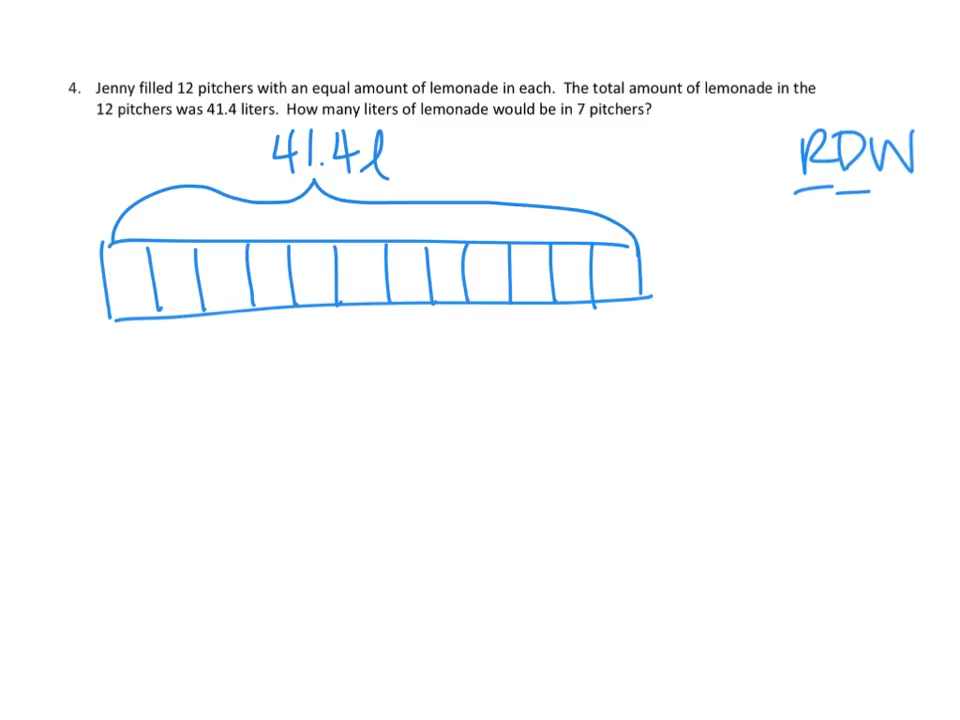 4. Jenny filled 12 pitchers with an equal amount of lemonade in each. The total amount of lemonade in the
12 pitchers was 41.4 liters. How many liters of lemonade would be in 7 pitchers?
41.4 l
RDW